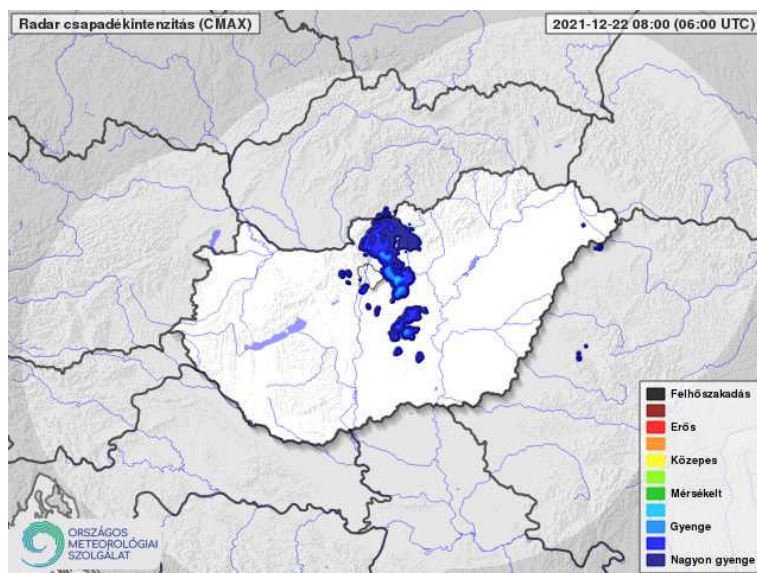 Radar csapadékintenzitás (CMAX)
2021-12-22 08:00 (06:00 UTC)
Felhőszakadás
Erős
Közepes
Mérsékelt
Gyenge
Nagyon gyenge
ORSZÁGOS
METEOROLÓGIAI
SZOLGÁLAT